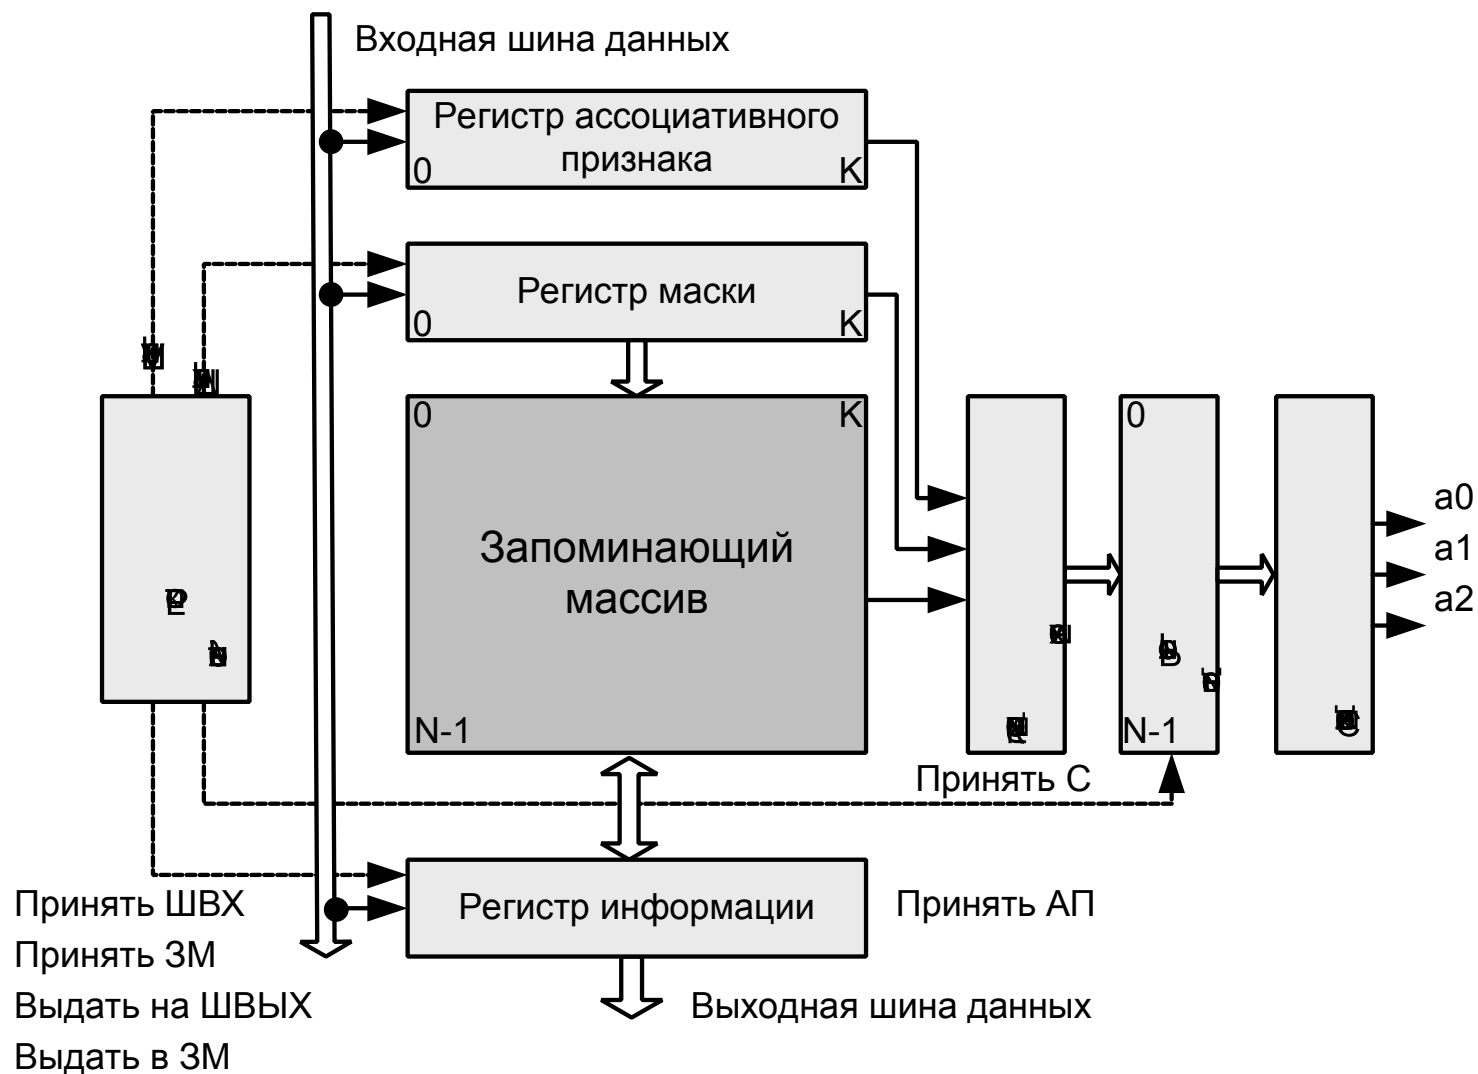 Входная шина данных
Регистр ассоциативного
признака
0
K
Регистр маски
0
K
0
K
Запоминающий
массив
N-1
0
N-1
a0
a1
a2
Принять С
Регистр информации
Принять АП
Принять ШВХ
Принять ЗМ
Выдать на ШВЫХ
Выдать в ЗМ
Выходная шина данных